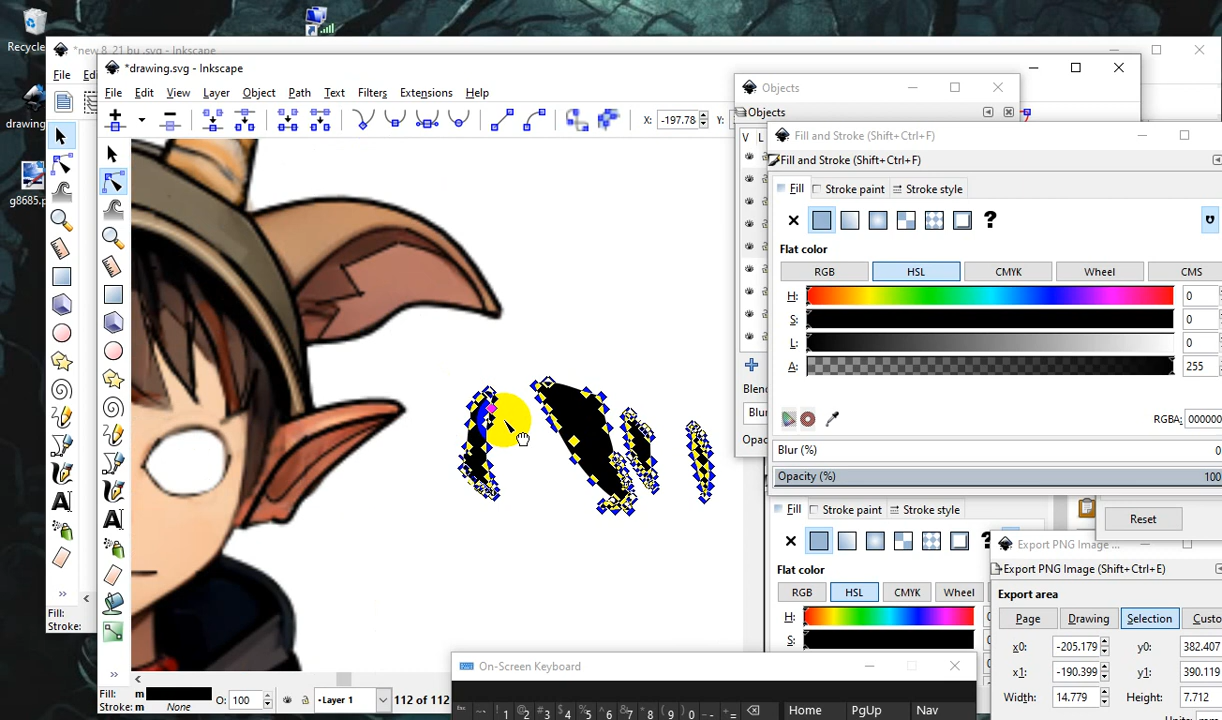 Recycle
*new 8_21 bu .svg - Inkscape
File
*drawing.svg - Inkscape
File Edit View Layer Object Path Text Filters Extensions Help
drawing
X: -197.78 Y:
g8685.p
Objects
Objects
V L
Fill and Stroke (Shift+Ctrl+F)
Fill and Stroke (Shift+Ctrl+F)
Fill Stroke paint Stroke style
?
Flat color
RGB HSL CMYK Wheel CMS
H: 0
S: 0
L: 0
A: 255
RGBA: 000000
Blur (%) 0
Opacity (%) 100
Blen
Blur
Opac
Fill Stroke paint Stroke style
Flat color
RGB HSL CMYK Wheel
H:
S:
Reset
Export PNG Image ...
Export PNG Image (Shift+Ctrl+E)
Export area
Page Drawing Selection Custo
x0: -205.179 y0: 382.407
x1: -190.399 y1: 390.119
Width: 14.779 Height: 7.712
Fill:
Stroke:
Fill: m
Stroke: m None
O: 100
Layer 1
112 of 112
On-Screen Keyboard
Home PgUp Nav